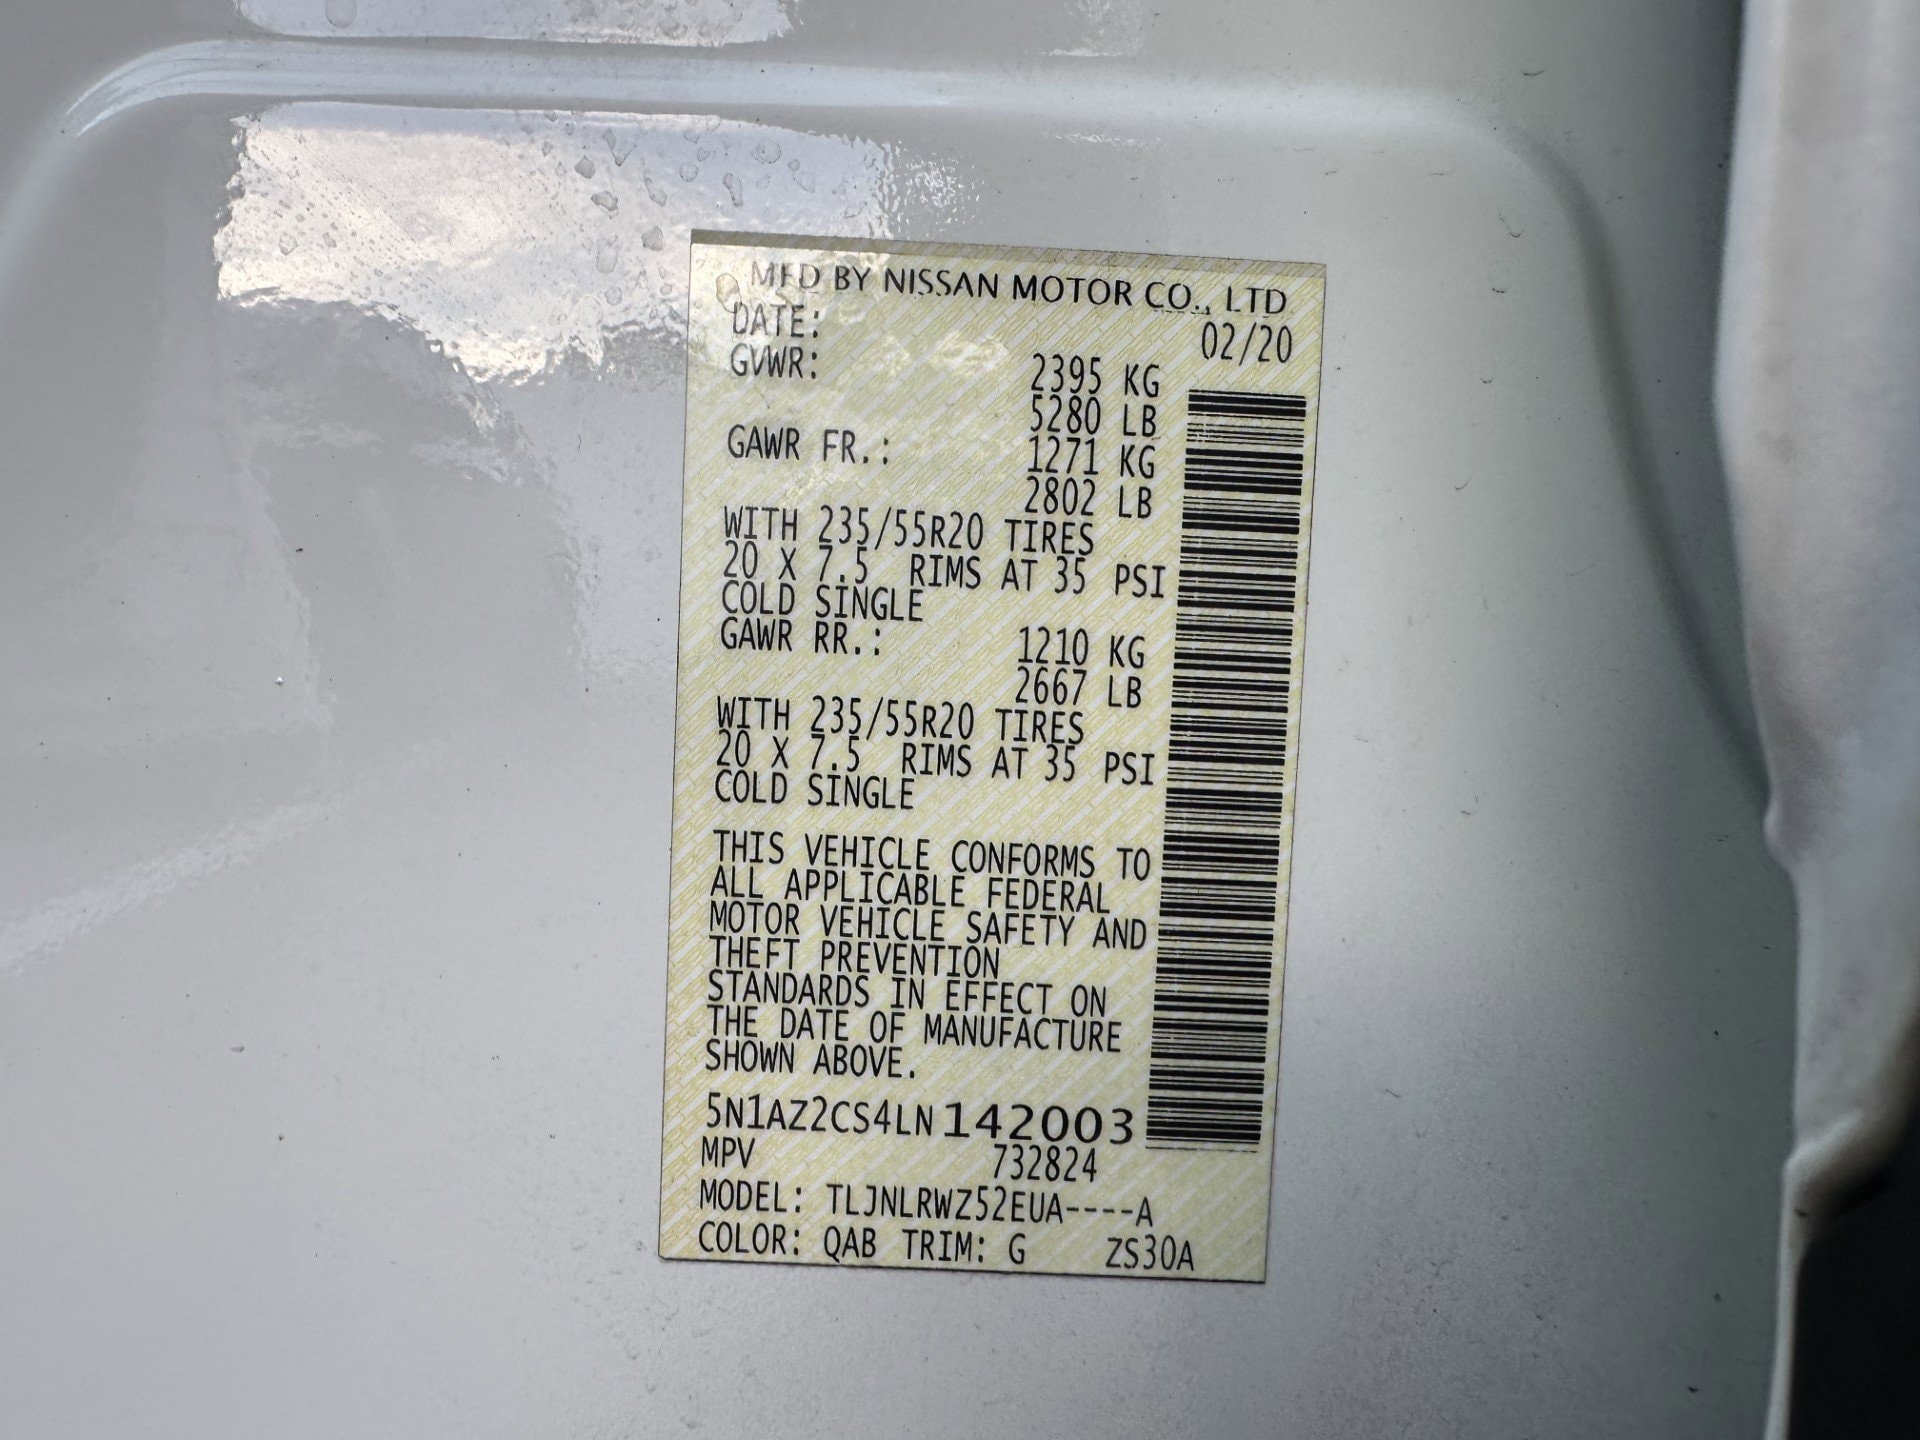 MFD BY NISSAN MOTOR CO., LTD
DATE: 02/20
GVWR: 2395 KG
5280 LB
GAWR FR.: 1271 KG
2802 LB
WITH 235/55R20 TIRES
20 X 7.5 RIMS AT 35 PSI
COLD SINGLE
GAWR RR.: 1210 KG
2667 LB
WITH 235/55R20 TIRES
20 X 7.5 RIMS AT 35 PSI
COLD SINGLE
THIS VEHICLE CONFORMS TO
ALL APPLICABLE FEDERAL
MOTOR VEHICLE SAFETY AND
THEFT PREVENTION
STANDARDS IN EFFECT ON
THE DATE OF MANUFACTURE
SHOWN ABOVE.
5N1AZ2CS4LN142003
MPV 732824
MODEL: TLJNLRWZ52EUA----A
COLOR: QAB TRIM: G ZS30A